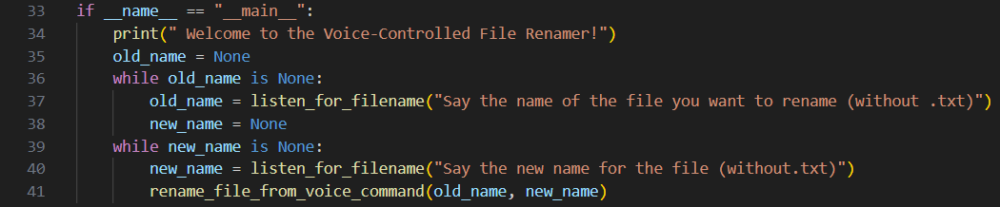 33 if __name__ == "__main__":
34 print(" Welcome to the Voice-Controlled File Renamer!")
35 old_name = None
36 while old_name is None:
37 old_name = listen_for_filename("Say the name of the file you want to rename (without .txt)")
38 new_name = None
39 while new_name is None:
40 new_name = listen_for_filename("Say the new name for the file (without.txt)")
41 rename_file_from_voice_command(old_name, new_name)